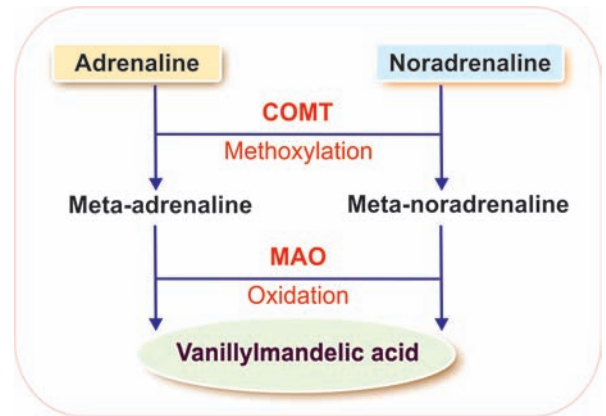 Adrenaline
Noradrenaline
COMT
Methoxylation
Meta-adrenaline
Meta-noradrenaline
MAO
Oxidation
Vanillylmandelic acid